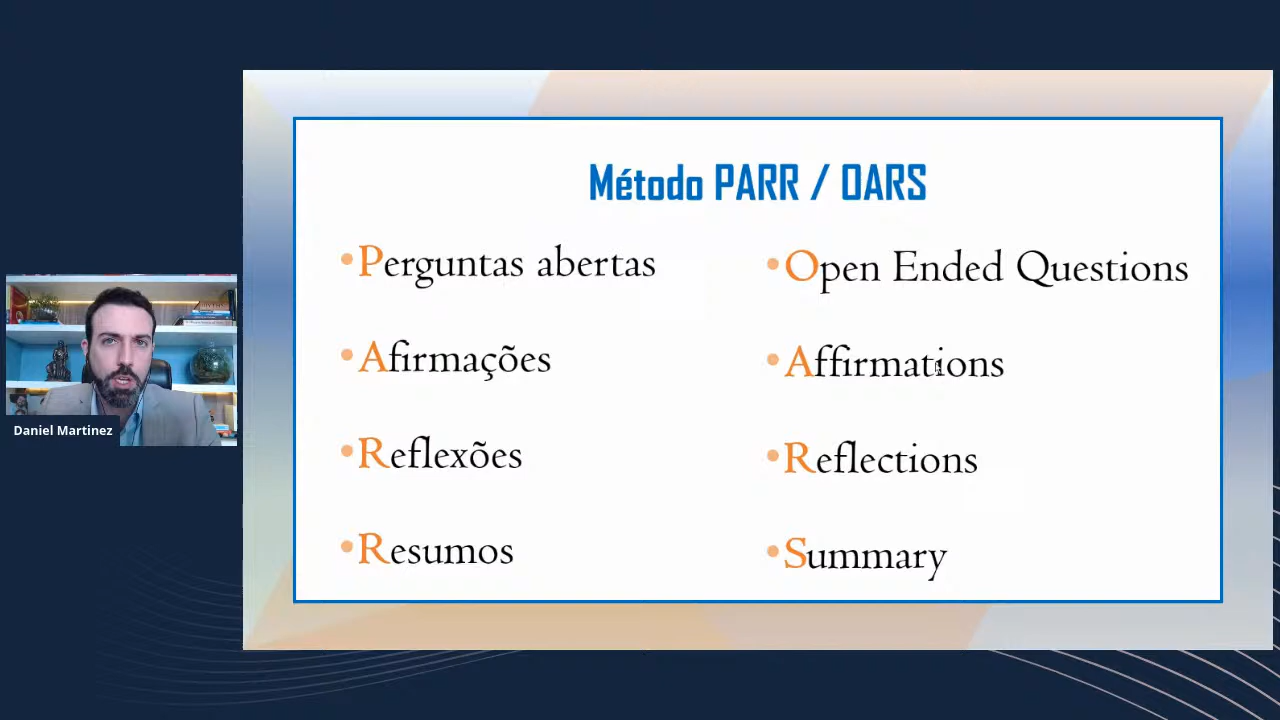 Método PARR / OARS
•Perguntas abertas
•Afirmações
•Reflexões
•Resumos
•Open Ended Questions
•Affirmations
•Reflections
•Summary
Daniel Martinez